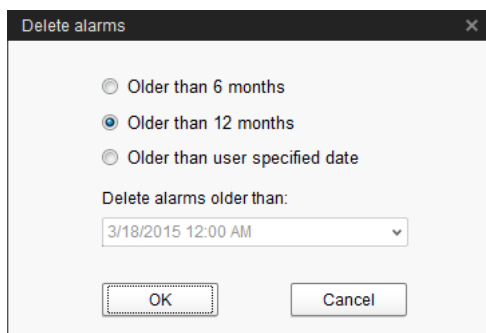 Delete alarms
Older than 6 months
Older than 12 months
Older than user specified date
Delete alarms older than:
3/18/2015 12:00 AM
OK
Cancel